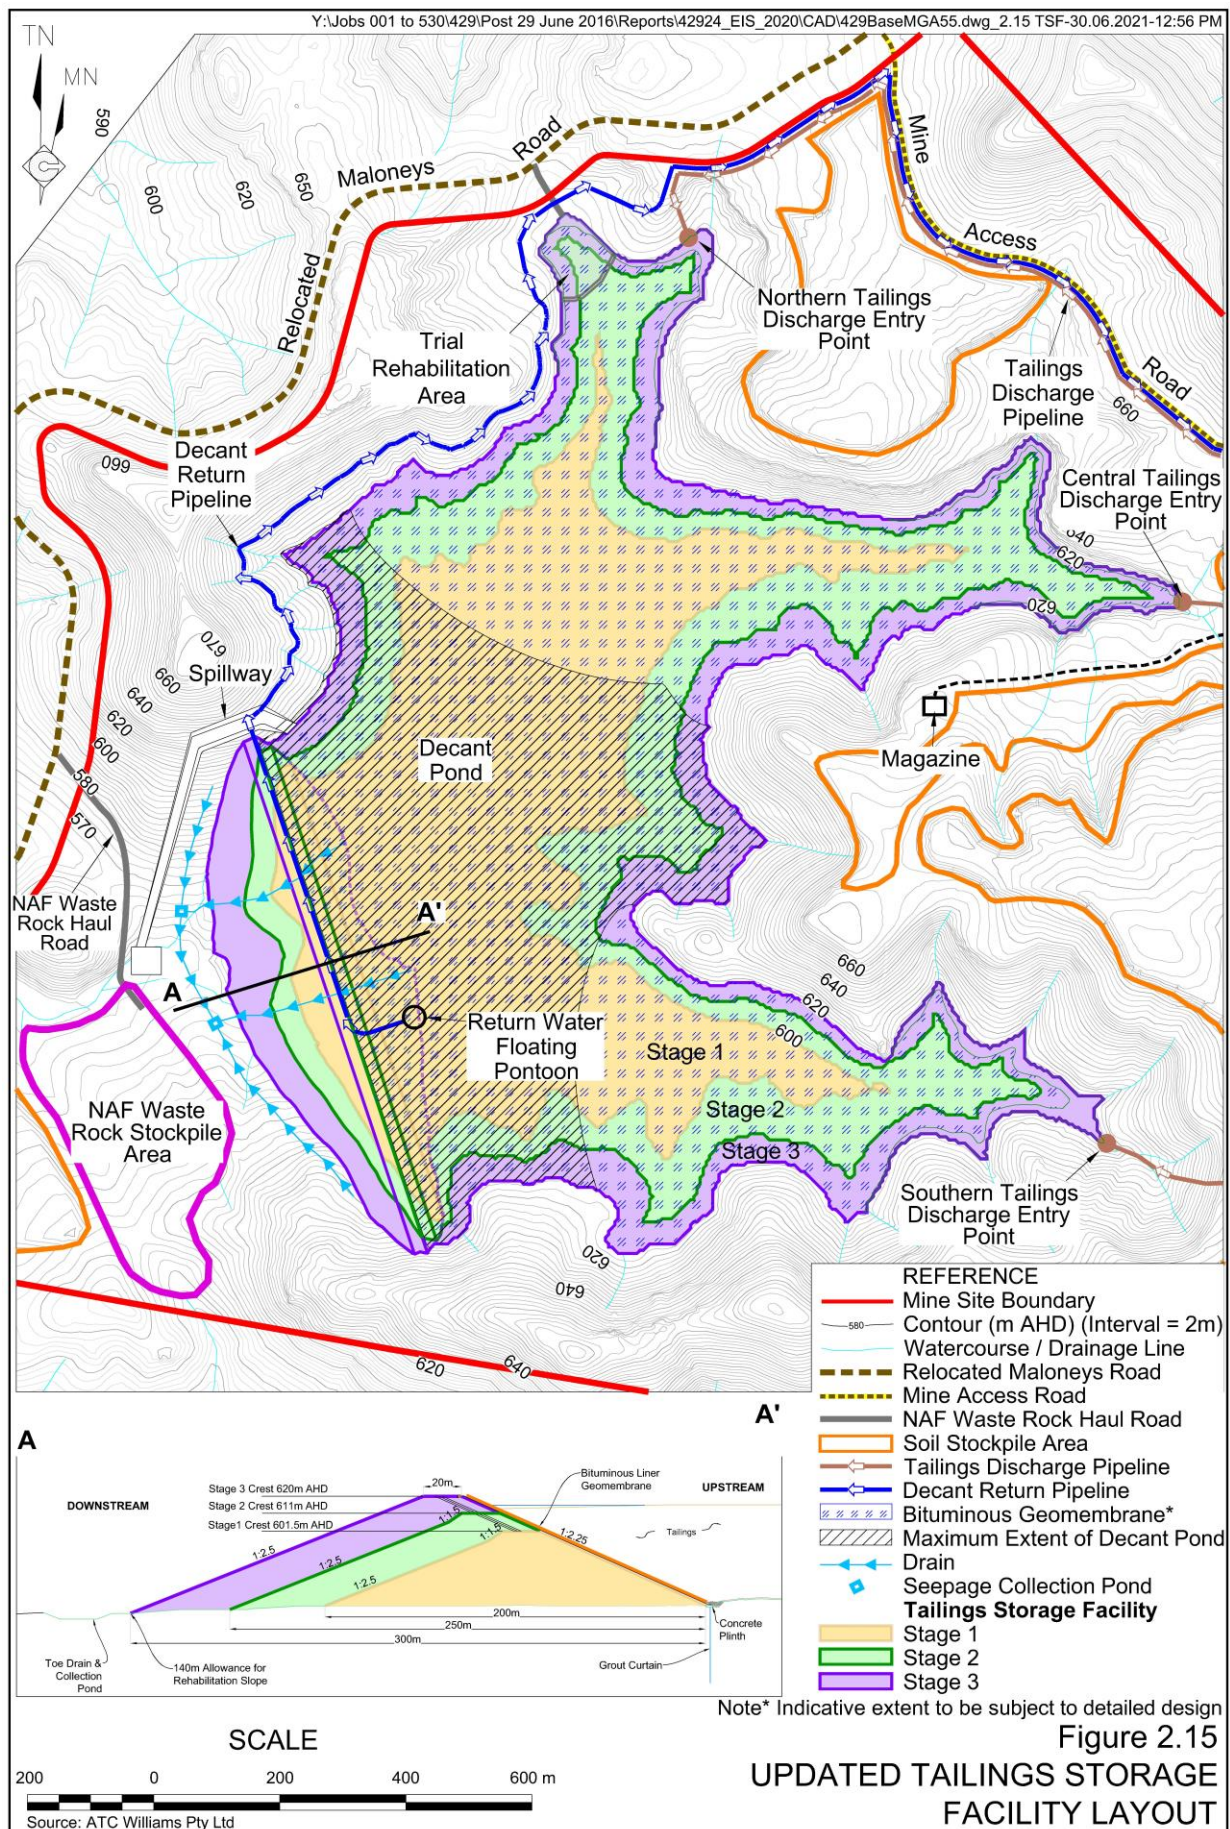 Y:\Jobs 001 to 530\429\Post 29 June 2016\Reports\42924_EIS_2020\CAD\429BaseMGA55.dwg_2.15 TSF-30.06.2021-12:56 PM
TN
MN
590
600
620
650
Relocated
Maloneys
Road
Mine
Access
Road
Northern Tailings
Discharge Entry
Point
Trial
Rehabilitation
Area
Tailings
Discharge
Pipeline
660
660
Decant
Return
Pipeline
Central Tailings
Discharge Entry
Point
640
620
620
670
Spillway
660
640
620
600
580
570
Decant
Pond
Magazine
NAF Waste
Rock Haul
Road
A'
A
660
640
620
600
Return Water
Floating
Pontoon
Stage 1
Stage 2
Stage 3
NAF Waste
Rock Stockpile
Area
Southern Tailings
Discharge Entry
Point
620
640
620
640
REFERENCE
Mine Site Boundary
580
Contour (m AHD) (Interval = 2m)
Watercourse / Drainage Line
Relocated Maloneys Road
Mine Access Road
NAF Waste Rock Haul Road
Soil Stockpile Area
Tailings Discharge Pipeline
Decant Return Pipeline
Bituminous Geomembrane*
Maximum Extent of Decant Pond
Drain
Seepage Collection Pond
Tailings Storage Facility
Stage 1
Stage 2
Stage 3
Note* Indicative extent to be subject to detailed design
A
A'
DOWNSTREAM
UPSTREAM
Stage 3 Crest 620m AHD
Stage 2 Crest 611m AHD
Stage1 Crest 601.5m AHD
20m
Bituminous Liner
Geomembrane
1:1.5
1:1.5
1:2.25
Tailings
1:2.5
1:2.5
1:2.5
200m
250m
300m
Toe Drain &
Collection
Pond
140m Allowance for
Rehabilitation Slope
Grout Curtain
Concrete
Plinth
SCALE
200 0 200 400 600 m
Source: ATC Williams Pty Ltd
Figure 2.15
UPDATED TAILINGS STORAGE
FACILITY LAYOUT